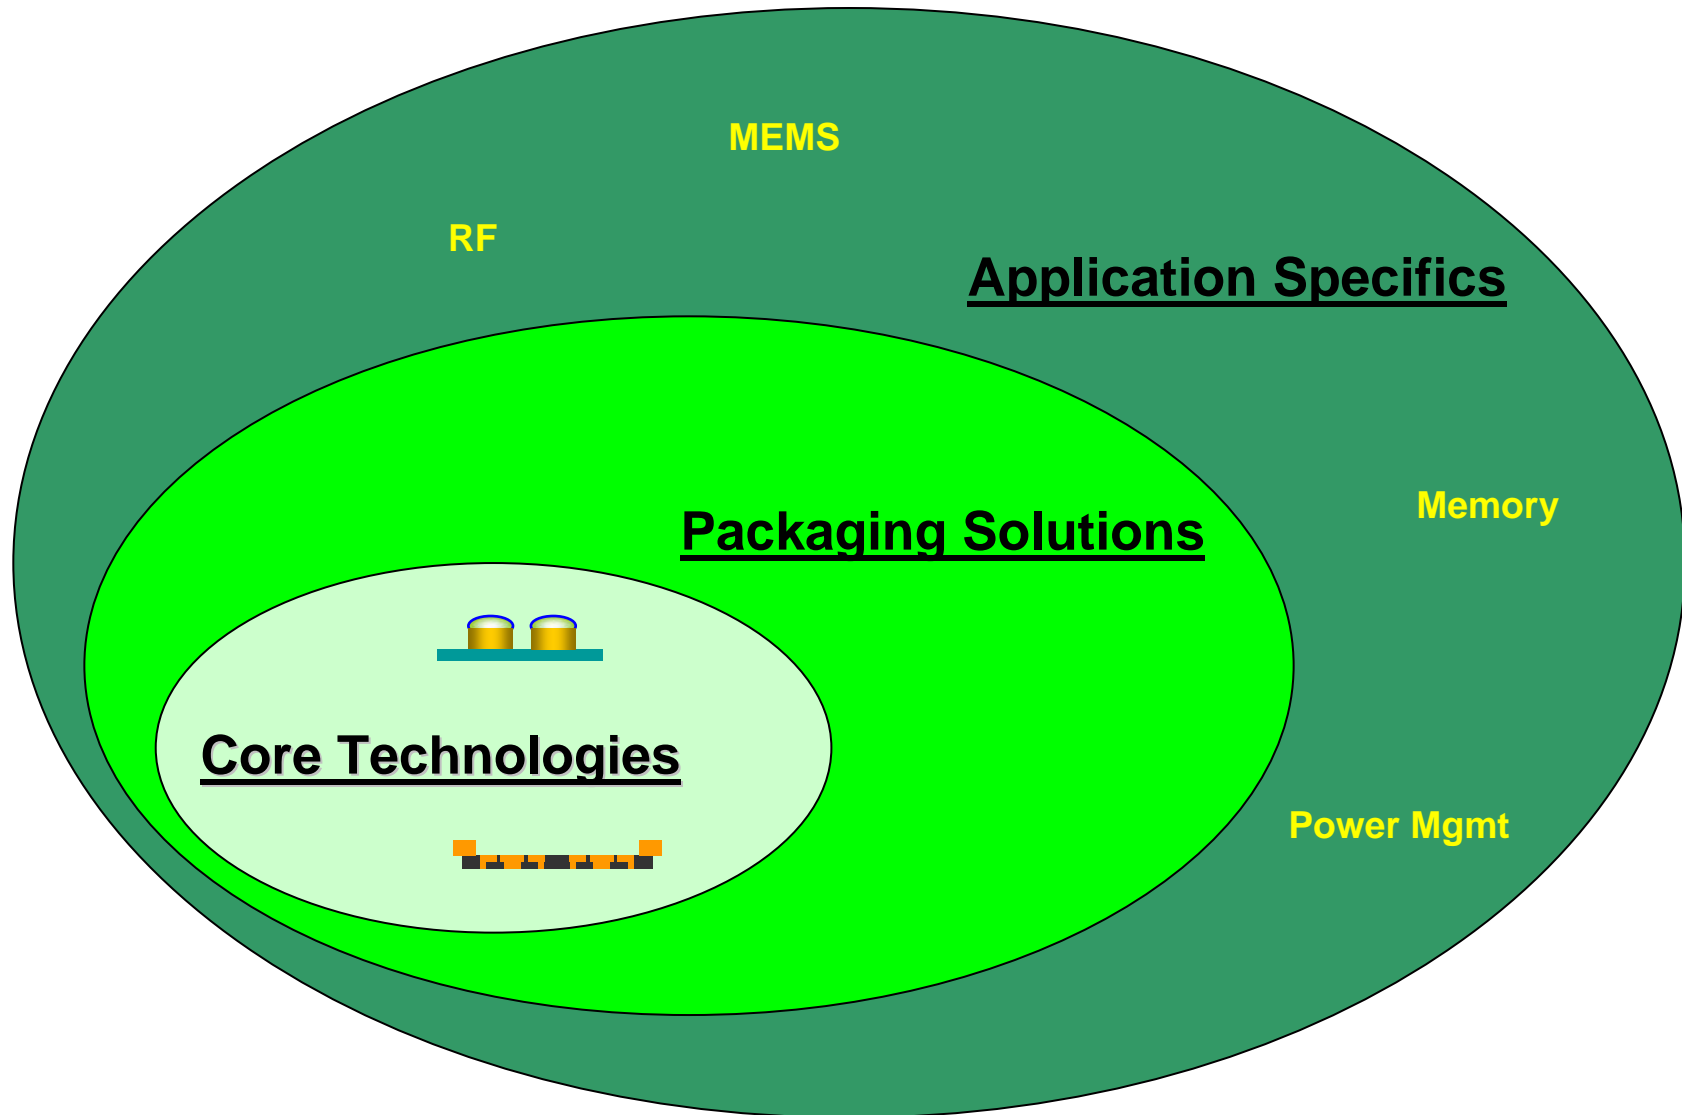 MEMS
RF
Application Specifics
Memory
Packaging Solutions
Core Technologies
Power Mgmt